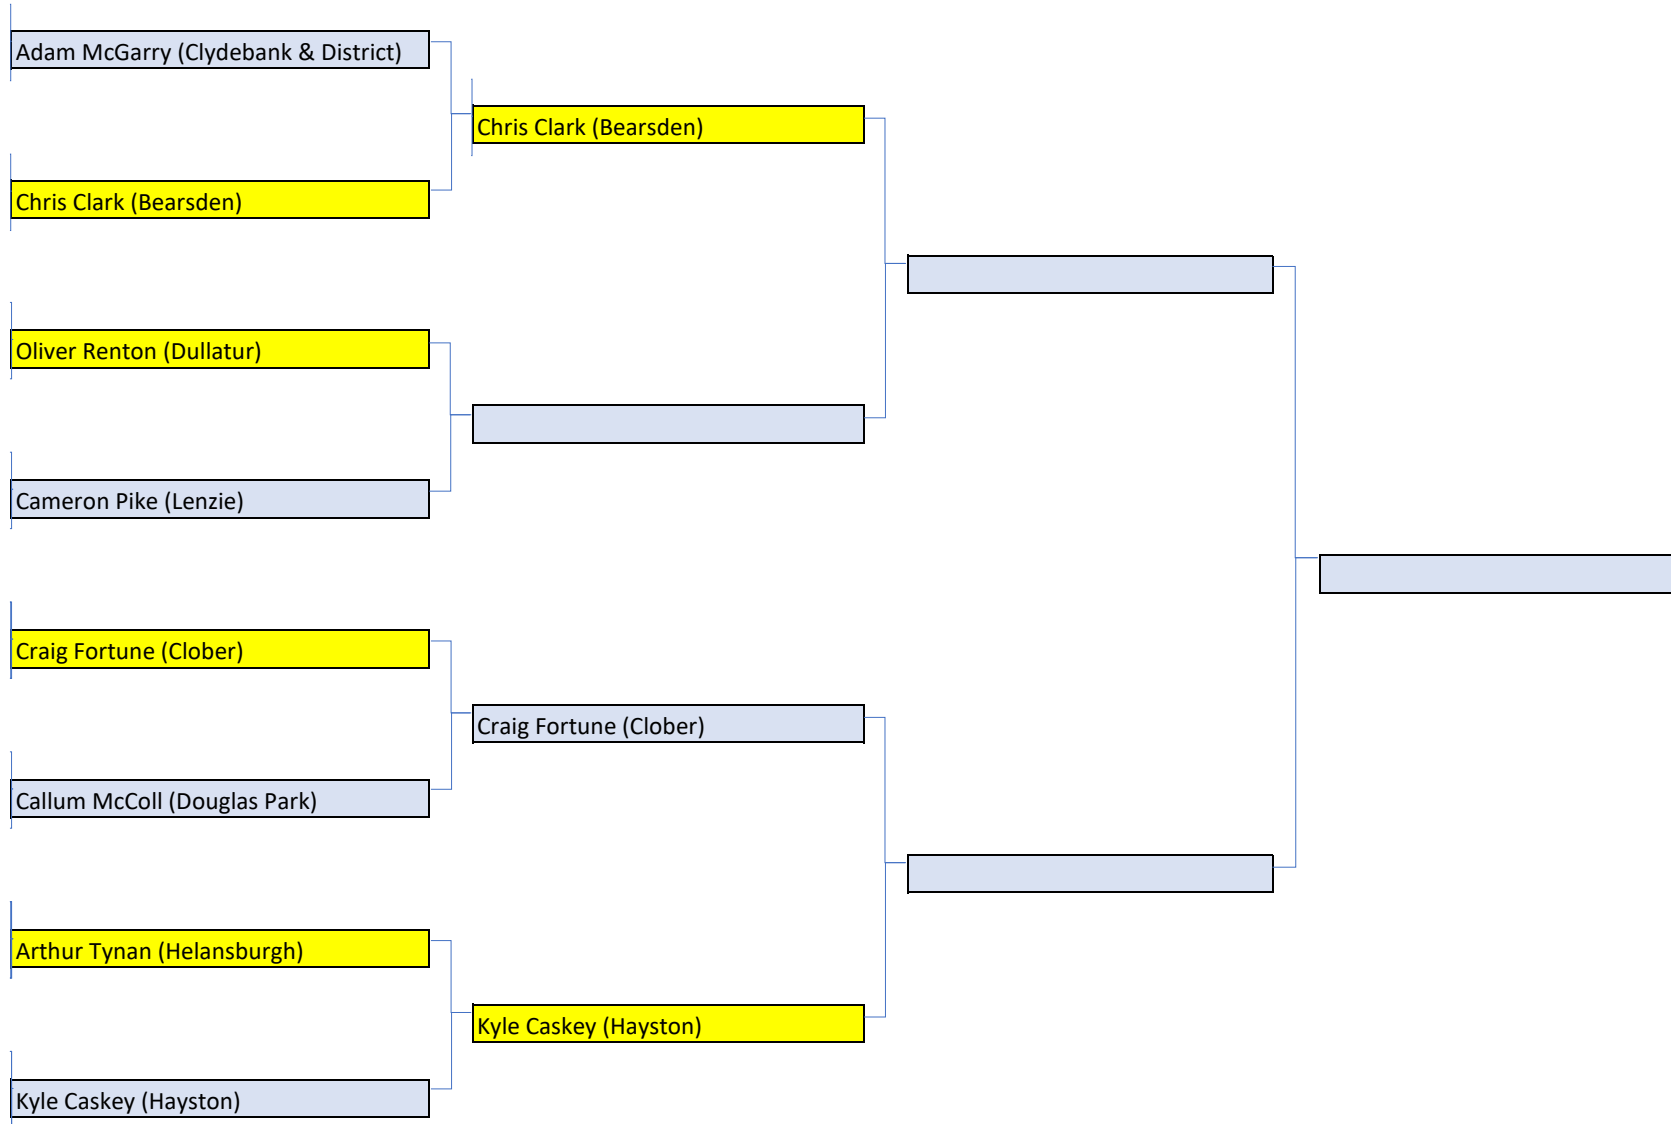 Adam McGarry (Clydebank & District)
Chris Clark (Bearsden)
Chris Clark (Bearsden)
Oliver Renton (Dullatur)
Cameron Pike (Lenzie)
Craig Fortune (Clober)
Craig Fortune (Clober)
Callum McColl (Douglas Park)
Arthur Tynan (Helansburgh)
Kyle Caskey (Hayston)
Kyle Caskey (Hayston)